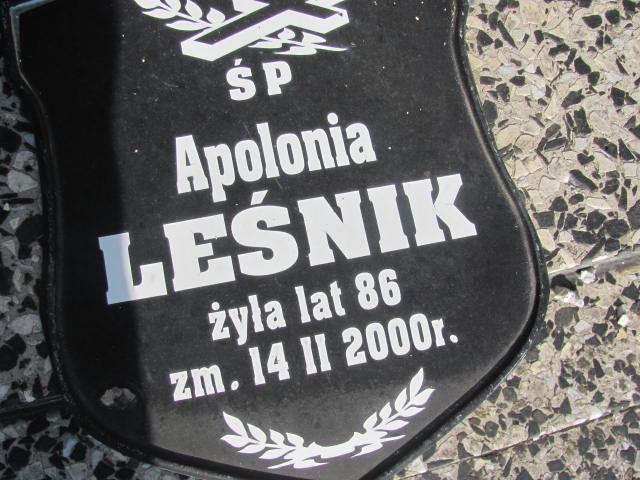 ŚP
Apolonia
LEŚNIK
żyła lat 86
zm. 14 II 2000r.